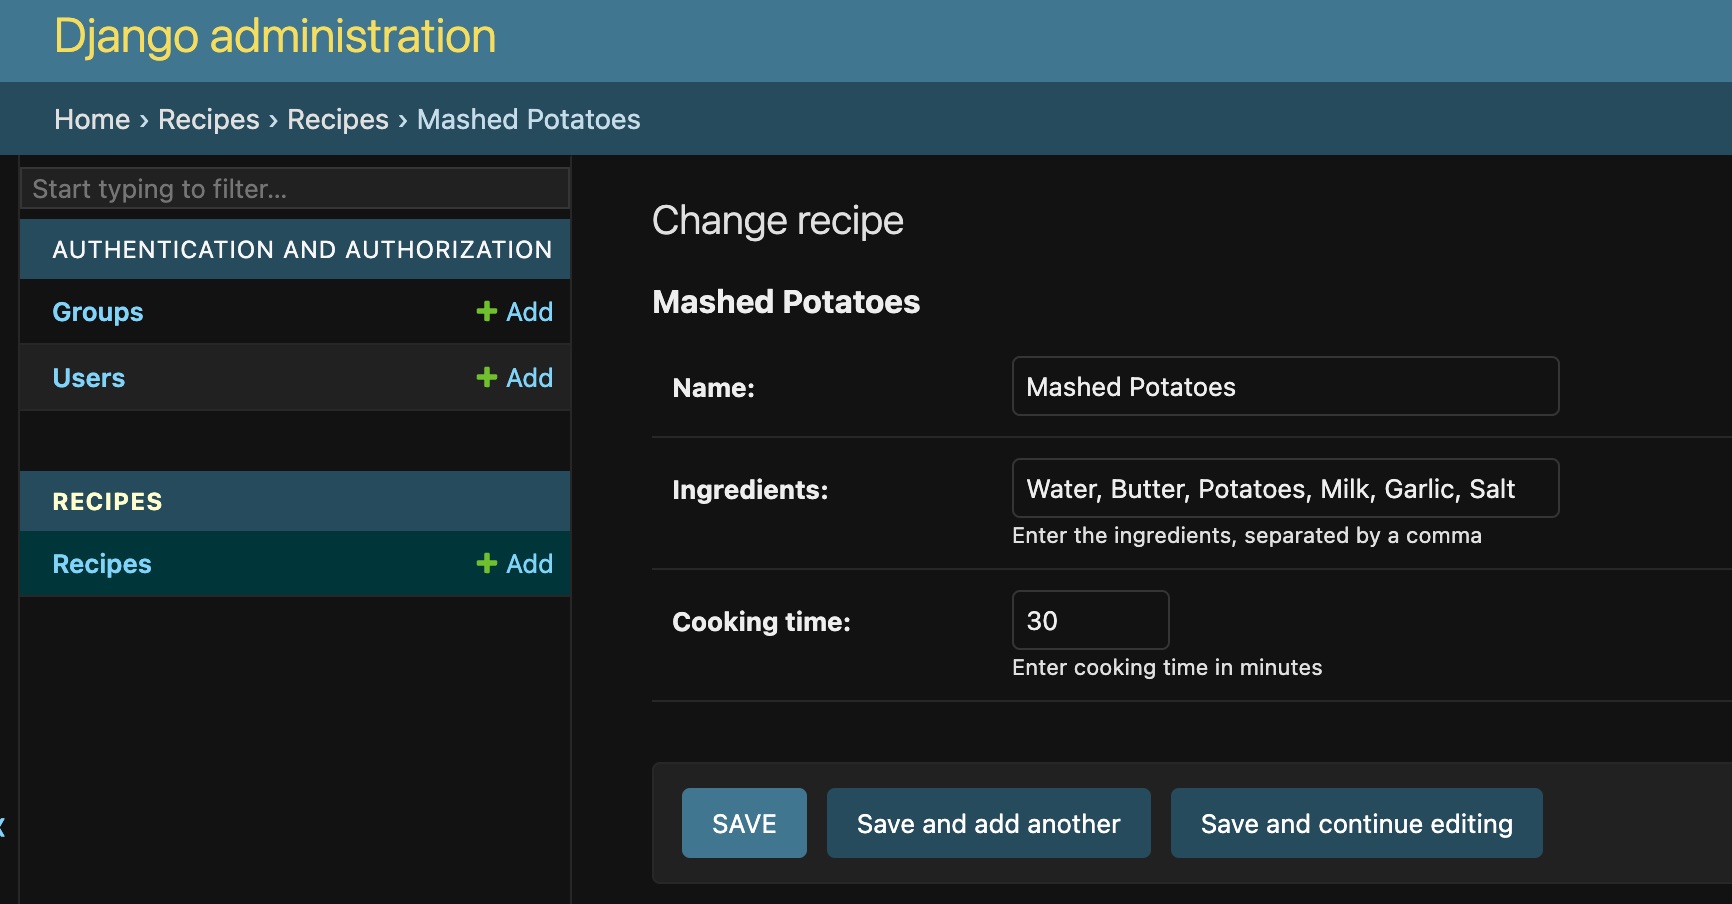 Django administration
Home › Recipes › Recipes › Mashed Potatoes
Start typing to filter...
AUTHENTICATION AND AUTHORIZATION
Groups + Add
Users + Add
RECIPES
Recipes + Add
Change recipe
Mashed Potatoes
Name: Mashed Potatoes
Ingredients: Water, Butter, Potatoes, Milk, Garlic, Salt
Enter the ingredients, separated by a comma
Cooking time: 30
Enter cooking time in minutes
SAVE Save and add another Save and continue editing